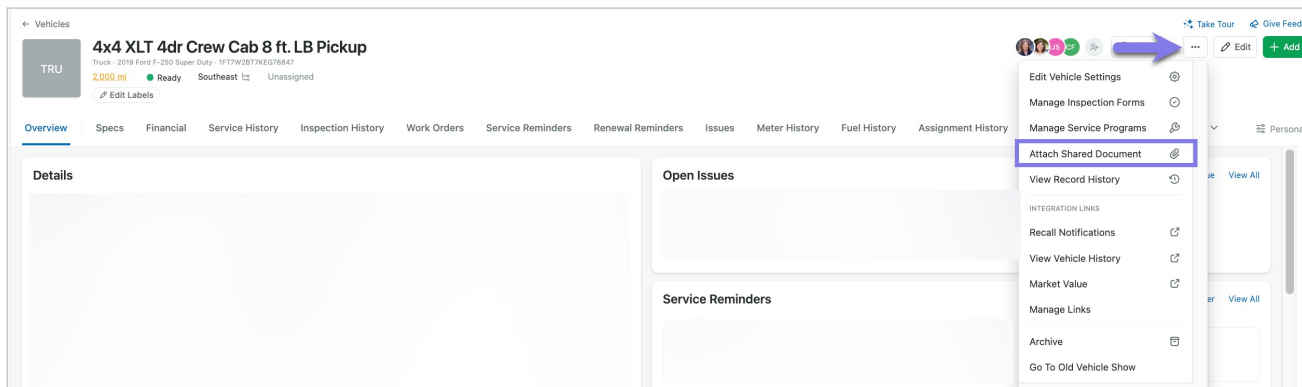 ← Vehicles
Take Tour Give Feed
TRU
4x4 XLT 4dr Crew Cab 8 ft. LB Pickup
JS CF
Edit
+ Add
Truck · 2019 Ford F-250 Super Duty · 1FT7W2BT7KEG78847
2,000 mi Ready Southeast Unassigned
Edit Labels
Overview Specs Financial Service History Inspection History Work Orders Service Reminders Renewal Reminders Issues Meter History Fuel History Assignment History
Persona
Edit Vehicle Settings
Manage Inspection Forms
Manage Service Programs
Attach Shared Document
View Record History
INTEGRATION LINKS
Recall Notifications
View Vehicle History
Market Value
Manage Links
Archive
Go To Old Vehicle Show
Details
Open Issues
ue View All
Service Reminders
er View All